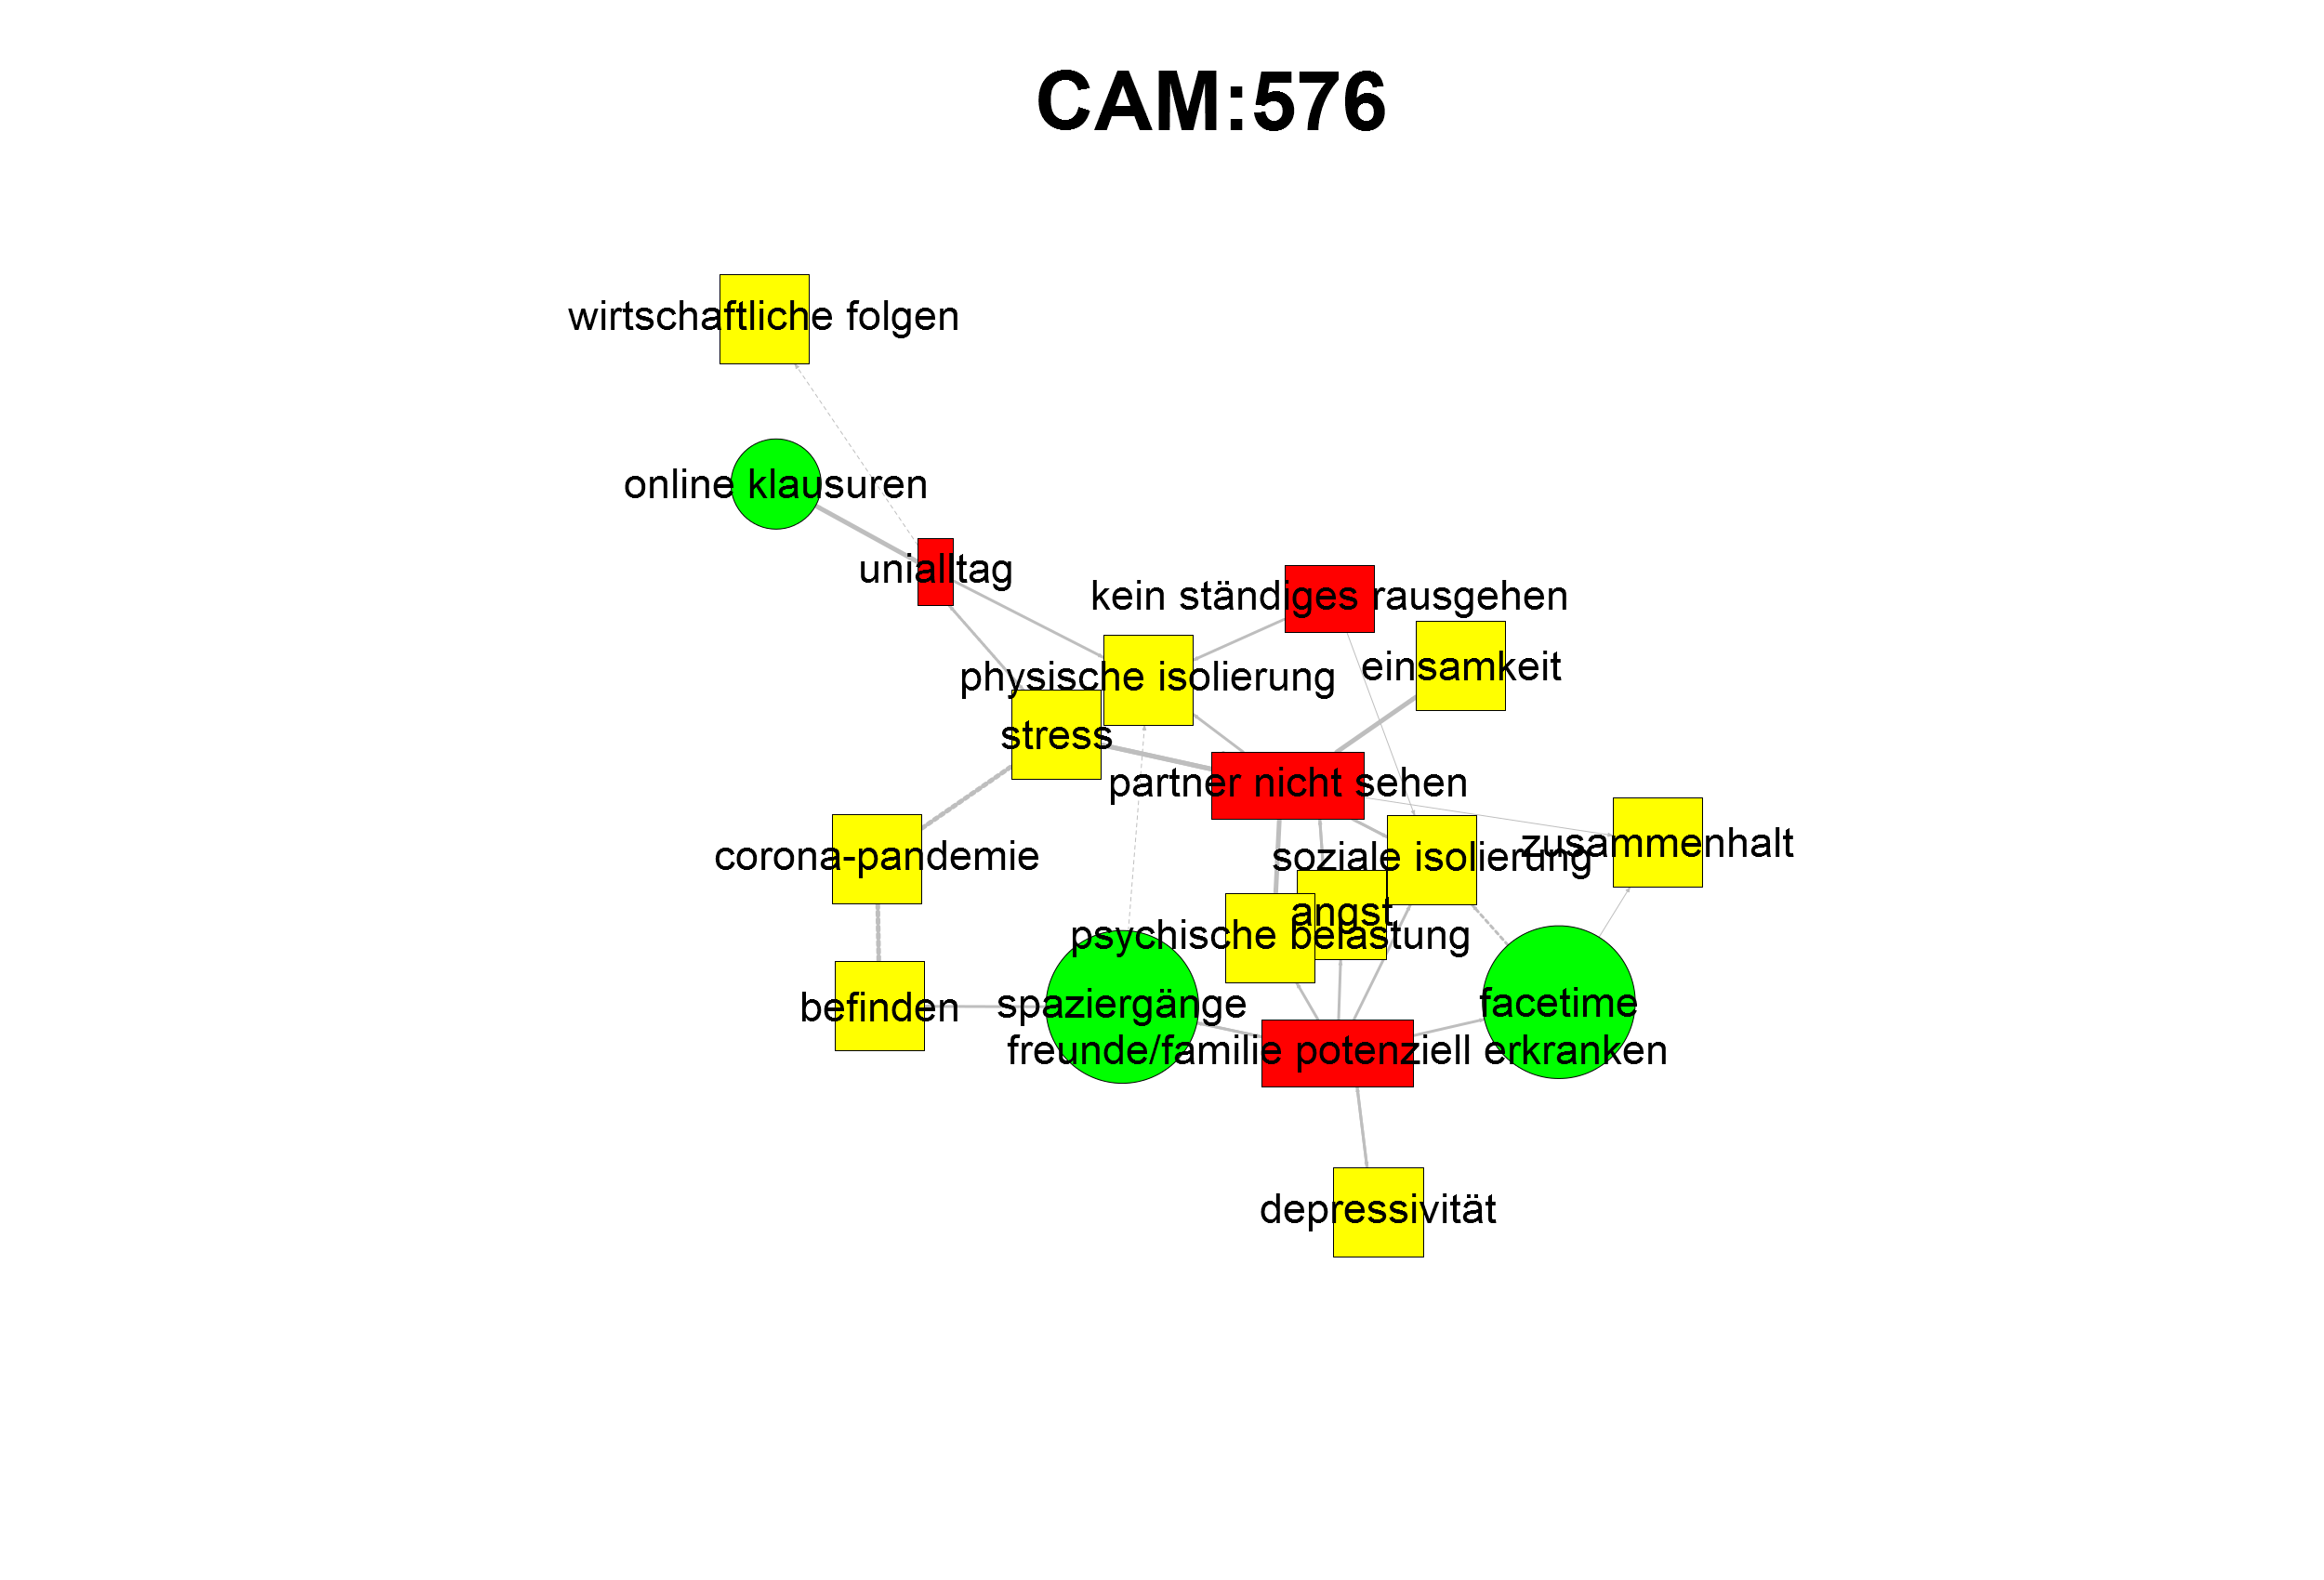 CAM:576
wirtschaftliche folgen
online klausuren
unialltag
kein ständiges rausgehen
einsamkeit
physische isolierung
stress
partner nicht sehen
zusammenhalt
soziale isolierung
corona-pandemie
angst
psychische belastung
befinden
spaziergänge
facetime
freunde/familie potenziell erkranken
depressivität